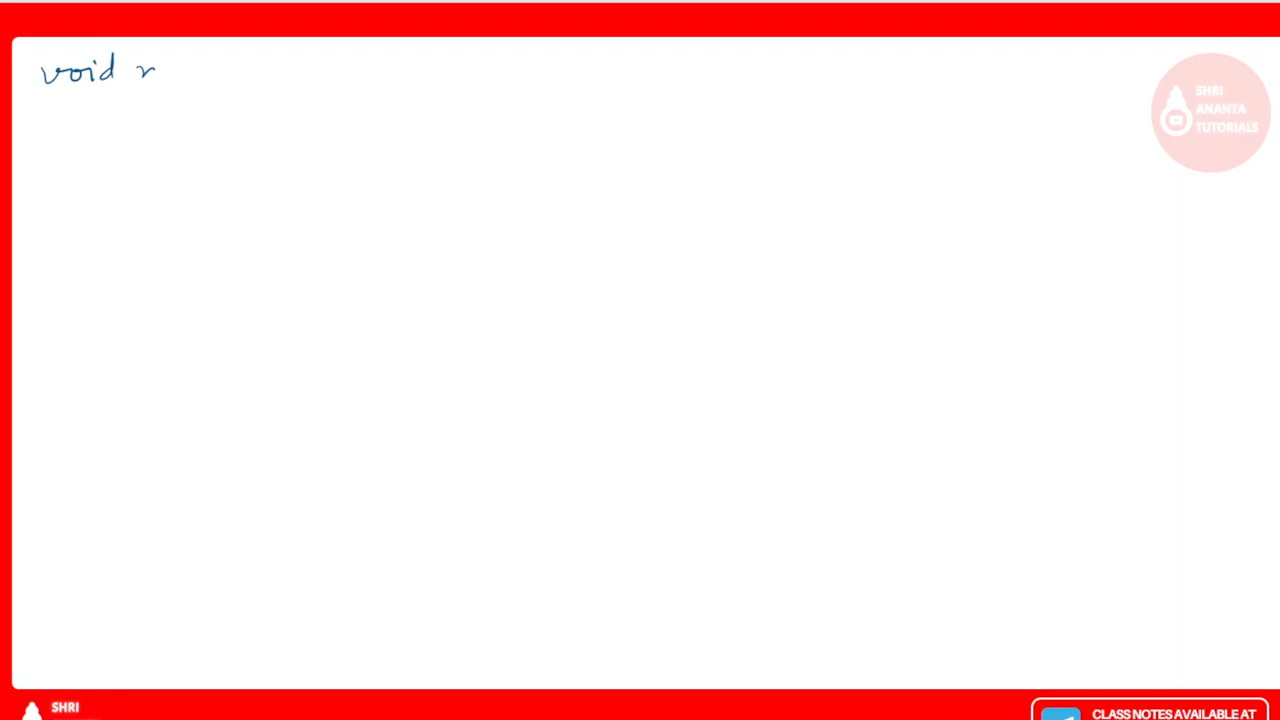 void r
SHRI
ANANTA
TUTORIALS
SHRI
CLASS NOTES AVAILABLE AT